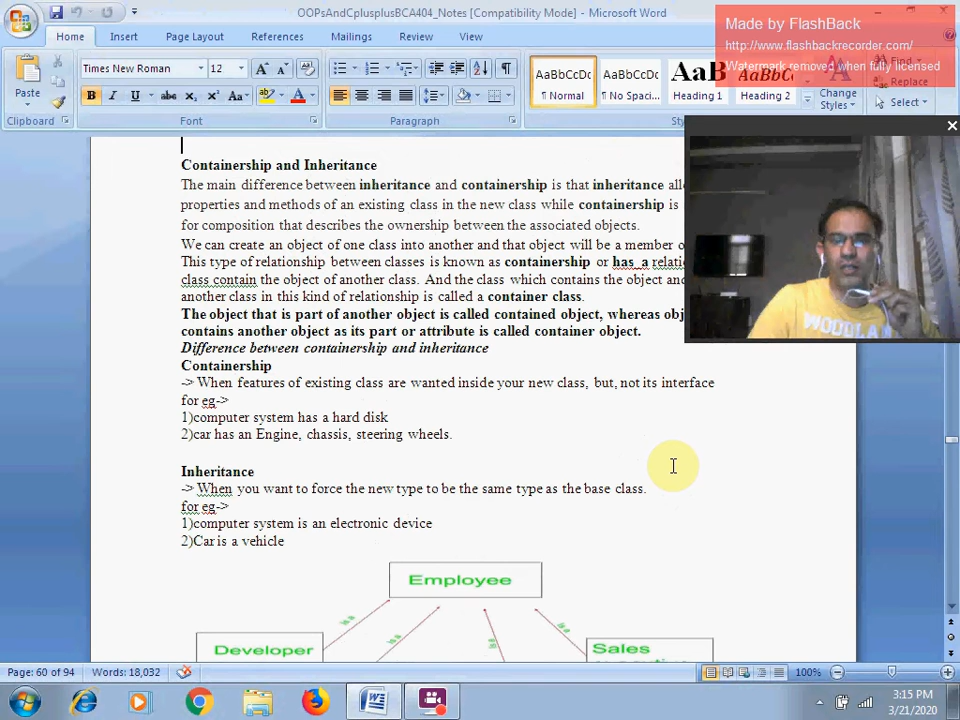 OOPsAndCplusplusBCA404_Notes [Compatibility Mode] - Microsoft Word
Made by FlashBack
http://www.flashbackrecorder.com/
Watermark removed when fully licensed
Home Insert Page Layout References Mailings Review View
Times New Roman 12
AaBbCcDc AaBbCcDc AaB AaBbC
Find
Replace
Select
Paste
¶ Normal ¶ No Spaci... Heading 1 Heading 2
Change Styles
Clipboard Font Paragraph
Containership and Inheritance
The main difference between inheritance and containership is that inheritance
properties and methods of an existing class in the new class while containership is
for composition that describes the ownership between the associated objects.
We can create an object of one class into another and that object will be a member
This type of relationship between classes is known as containership or has_a
class contain the object of another class. And the class which contains the object
another class in this kind of relationship is called a container class.
The object that is part of another object is called contained object, whereas
contains another object as its part or attribute is called container object.
WOODLAN
Difference between containership and inheritance
Containership
-> When features of existing class are wanted inside your new class, but, not its interface
for eg->
1)computer system has a hard disk
2)car has an Engine, chassis, steering wheels.
Inheritance
-> When you want to force the new type to be the same type as the base class.
for eg->
1)computer system is an electronic device
2)Car is a vehicle
Employee
is a is a is a is a
Developer
Sales
Page: 60 of 94 Words: 18,032 100%
3:15 PM
3/21/2020